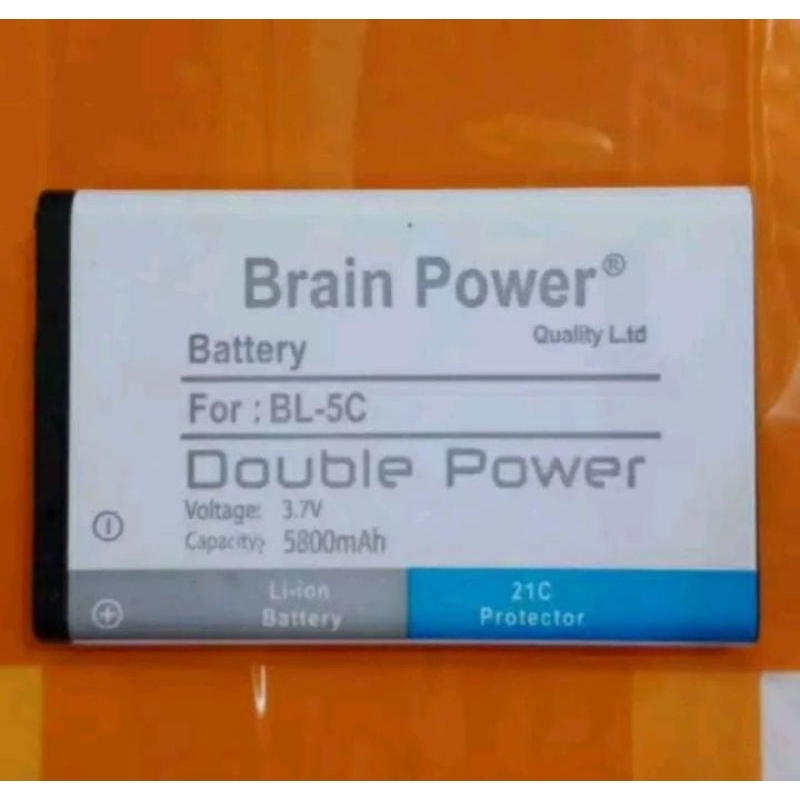 Brain Power®
Quality L.td
Battery
For : BL-5C
Double Power
Voltage: 3.7V
Capacity: 5800mAh
Li-ion
Battery
21C
Protector